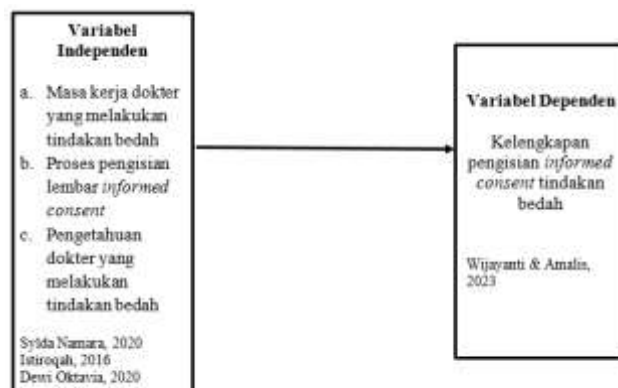 Variabel
Independen
a. Masa kerja dokter
yang melakukan
tindakan bedah
b. Proses pengisian
lembar informed
consent
c. Pengetahuan
dokter yang
melakukan
tindakan bedah
Sylda Namara, 2020
Istiroqah, 2016
Dewi Oktavia, 2020
Variabel Dependen
Kelengkapan
pengisian informed
consent tindakan
bedah
Wijayanti & Amalis,
2023